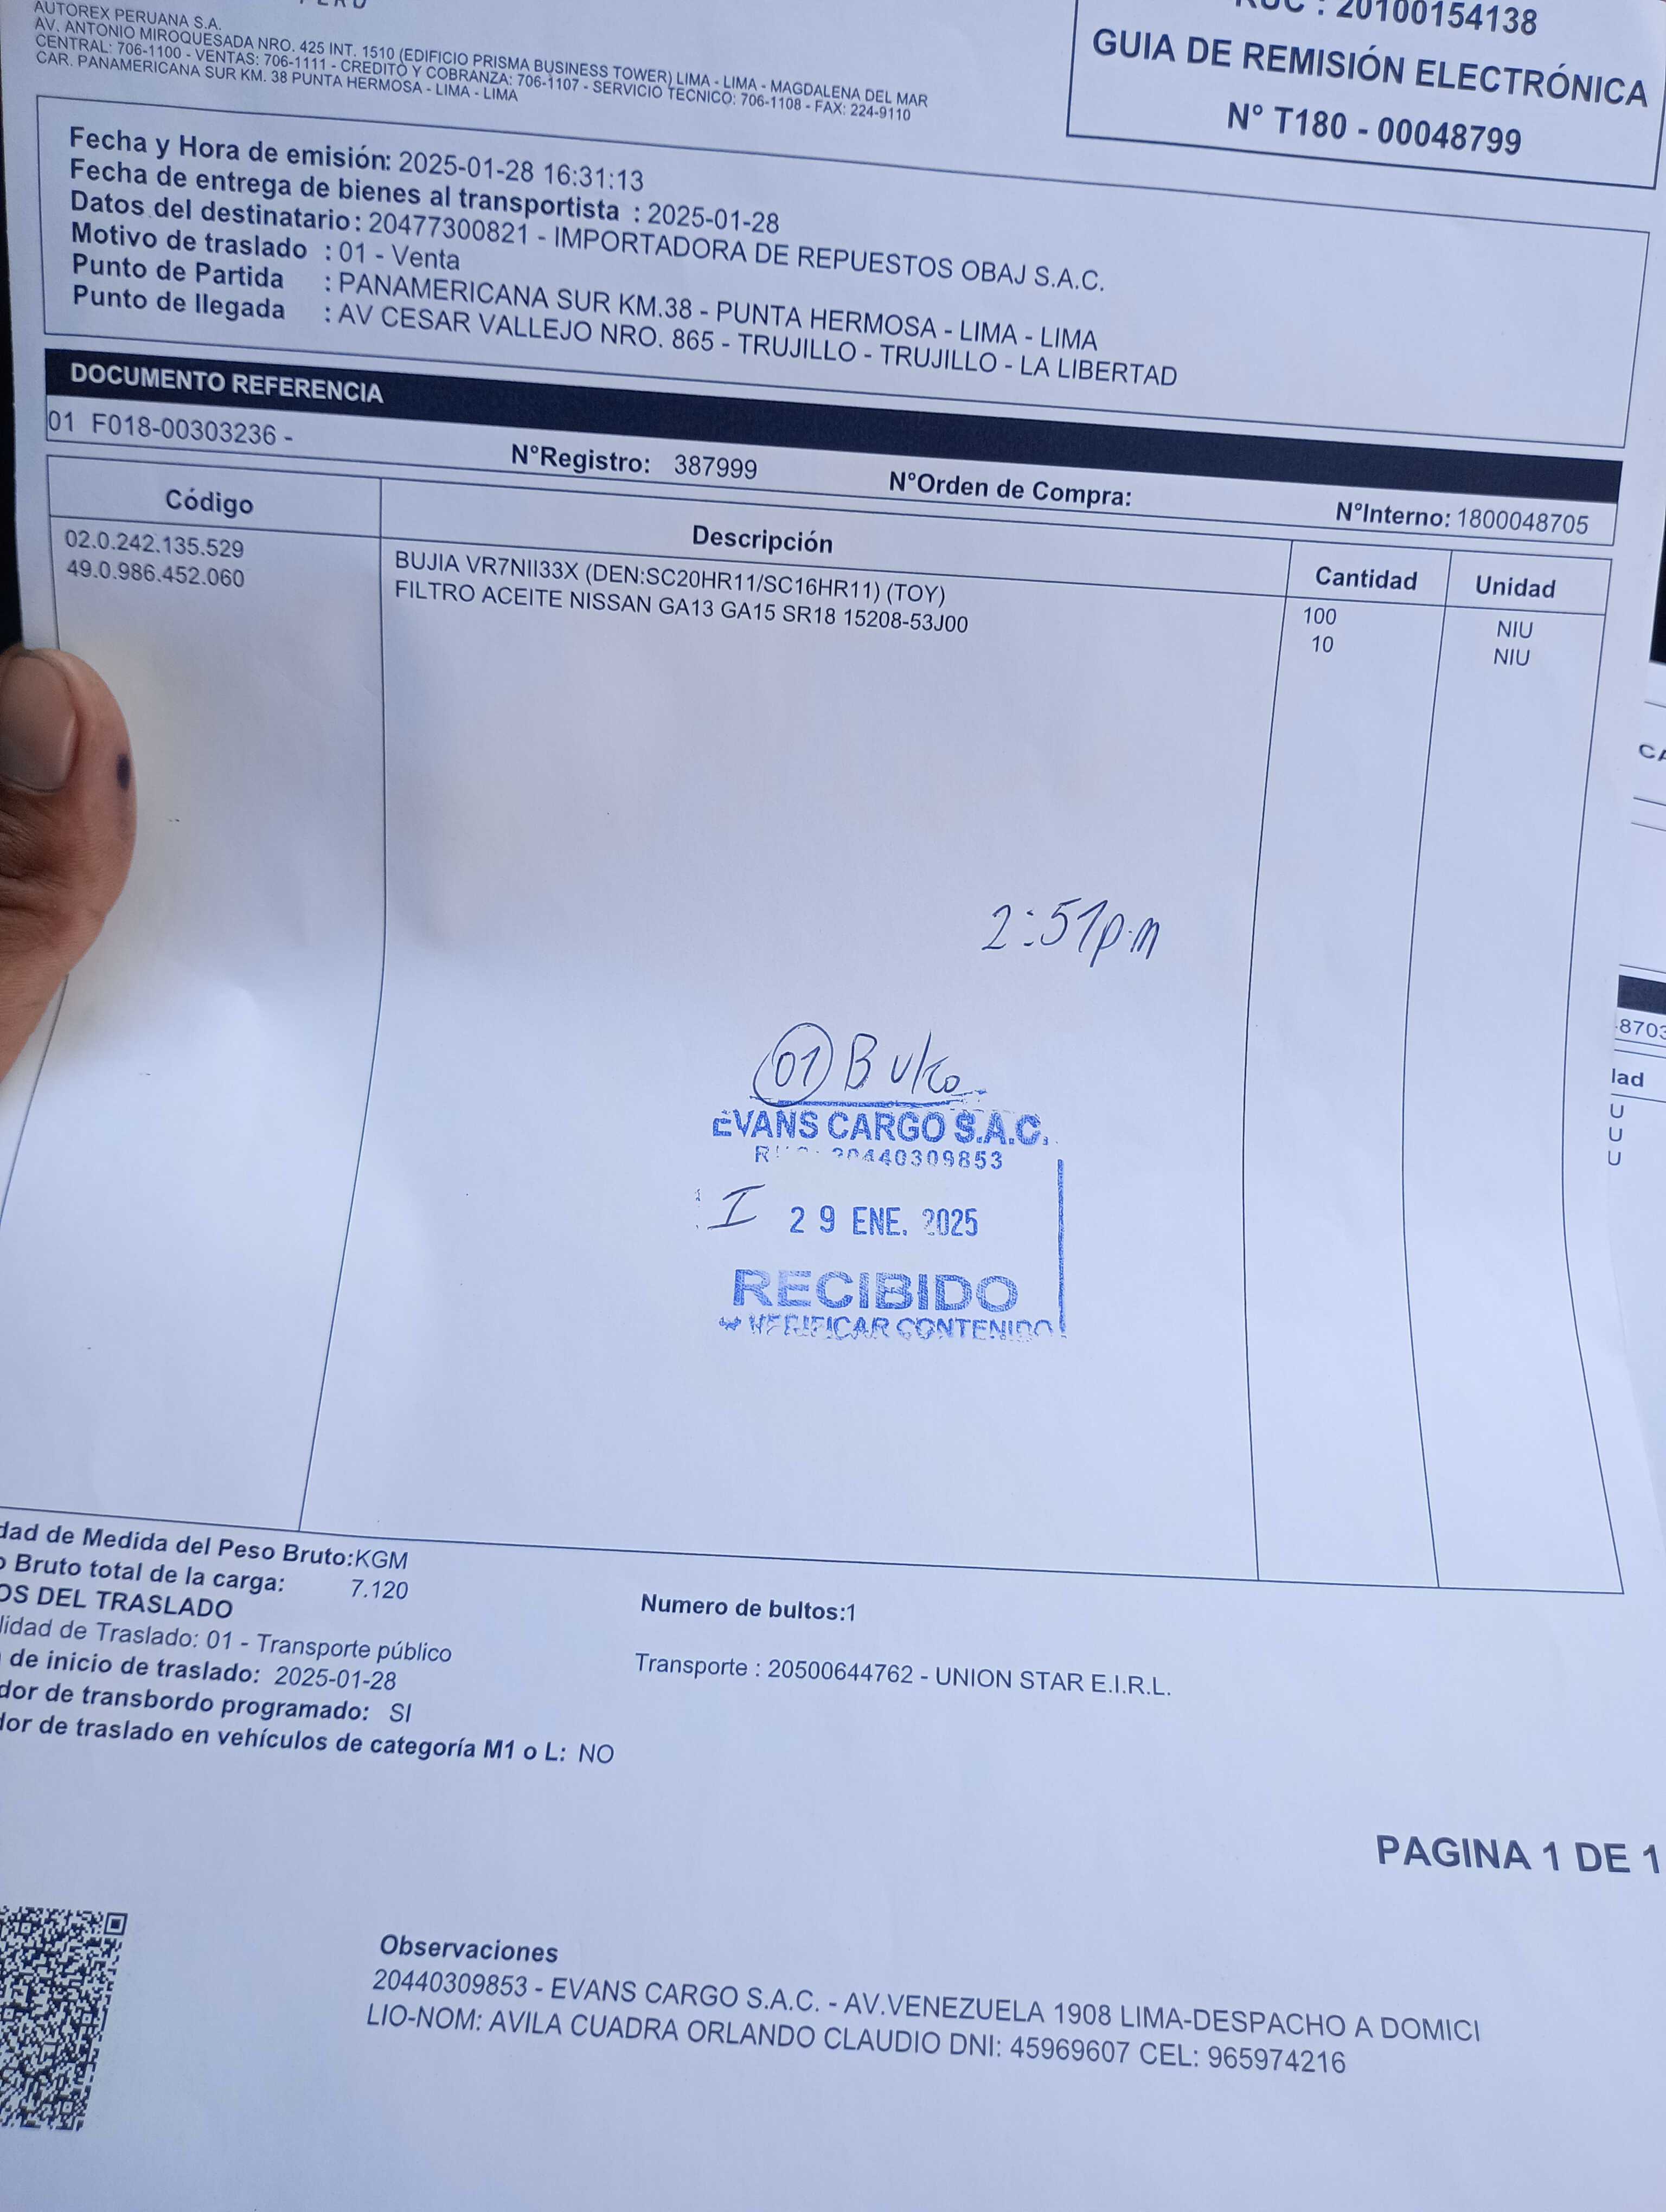 AUTOREX PERUANA S.A.
AV. ANTONIO MIROQUESADA NRO. 425 INT. 1510 (EDIFICIO PRISMA BUSINESS TOWER) LIMA - LIMA - MAGDALENA DEL MAR
CENTRAL: 706-1100 - VENTAS: 706-1111 - CREDITO Y COBRANZA: 706-1107 - SERVICIO TECNICO: 706-1108 - FAX: 224-9110
CAR. PANAMERICANA SUR KM. 38 PUNTA HERMOSA - LIMA - LIMA
RUC : 20100154138
GUIA DE REMISIÓN ELECTRÓNICA
N° T180 - 00048799
Fecha y Hora de emisión: 2025-01-28 16:31:13
Fecha de entrega de bienes al transportista : 2025-01-28
Datos del destinatario: 20477300821 - IMPORTADORA DE REPUESTOS OBAJ S.A.C.
Motivo de traslado : 01 - Venta
Punto de Partida : PANAMERICANA SUR KM.38 - PUNTA HERMOSA - LIMA - LIMA
Punto de llegada : AV CESAR VALLEJO NRO. 865 - TRUJILLO - TRUJILLO - LA LIBERTAD
DOCUMENTO REFERENCIA
01 F018-00303236 - N°Registro: 387999 N°Orden de Compra: N°Interno: 1800048705
Código Descripción Cantidad Unidad
02.0.242.135.529 BUJIA VR7NII33X (DEN:SC20HR11/SC16HR11) (TOY) 100 NIU
49.0.986.452.060 FILTRO ACEITE NISSAN GA13 GA15 SR18 15208-53J00 10 NIU
2:57p.m
01 Bulto
EVANS CARGO S.A.C.
20440309853
I 29 ENE. 2025
RECIBIDO
VERIFICAR CONTENIDO
dad de Medida del Peso Bruto:KGM
o Bruto total de la carga: 7.120 Numero de bultos:1
OS DEL TRASLADO
lidad de Traslado: 01 - Transporte público Transporte : 20500644762 - UNION STAR E.I.R.L.
de inicio de traslado: 2025-01-28
dor de transbordo programado: SI
dor de traslado en vehículos de categoría M1 o L: NO
PAGINA 1 DE 1
Observaciones
20440309853 - EVANS CARGO S.A.C. - AV.VENEZUELA 1908 LIMA-DESPACHO A DOMICI
LIO-NOM: AVILA CUADRA ORLANDO CLAUDIO DNI: 45969607 CEL: 965974216
CA
8703
lad
U
U
U